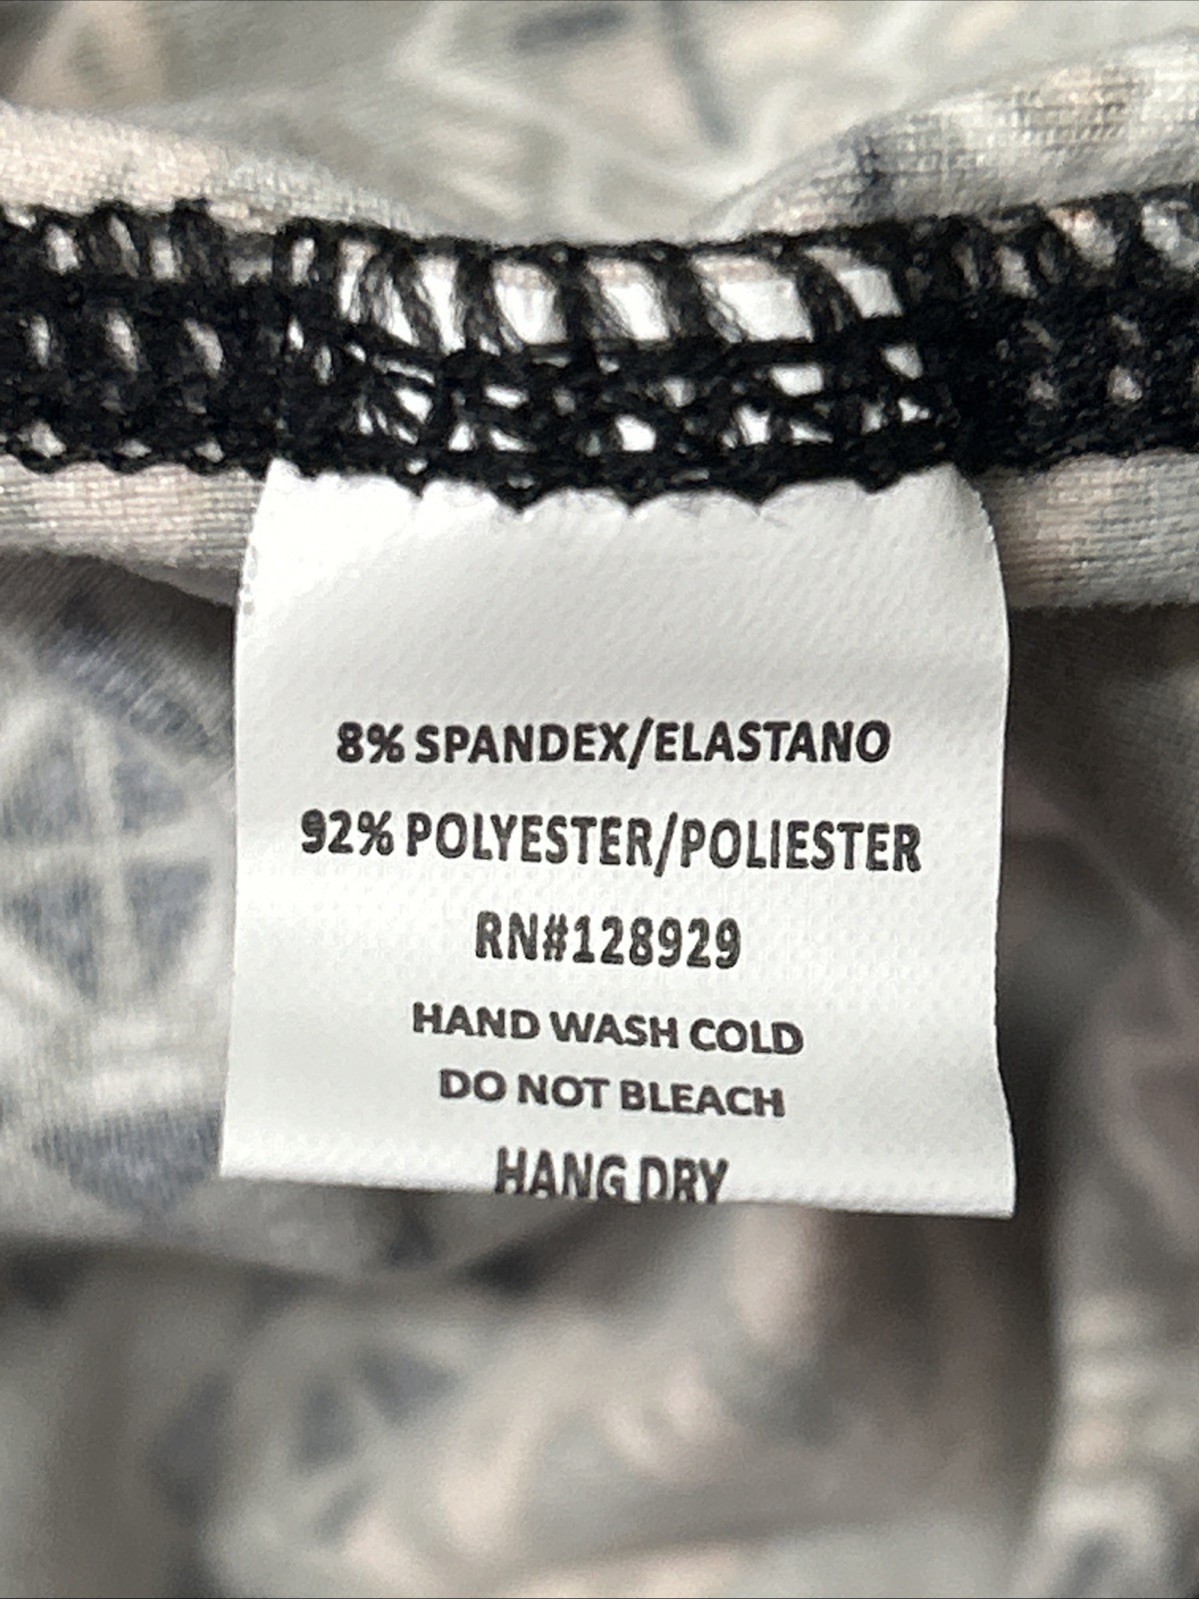 8% SPANDEX/ELASTANO
92% POLYESTER/POLIESTER
RN#128929
HAND WASH COLD
DO NOT BLEACH
HANG DRY